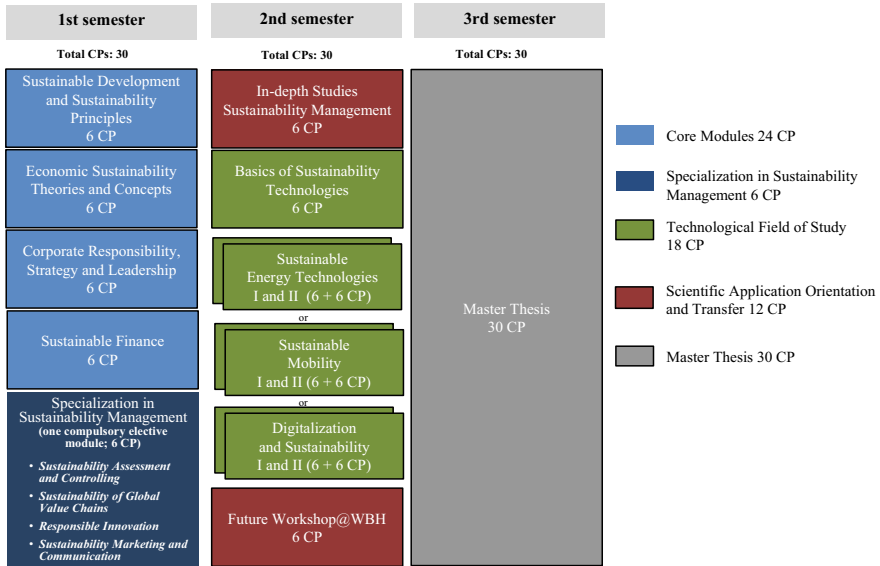 1st semester
Total CPs: 30
Sustainable Development
and Sustainability
Principles
6 CP
Economic Sustainability
Theories and Concepts
6 CP
Corporate Responsibility,
Strategy and Leadership
6 CP
Sustainable Finance
6 CP
Specialization in
Sustainability Management
(one compulsory elective
module; 6 CP)
• Sustainability Assessment
and Controlling
• Sustainability of Global
Value Chains
• Responsible Innovation
• Sustainability Marketing and
Communication
2nd semester
Total CPs: 30
In-depth Studies
Sustainability Management
6 CP
Basics of Sustainability
Technologies
6 CP
Sustainable
Energy Technologies
I and II (6 + 6 CP)
or
Sustainable
Mobility
I and II (6 + 6 CP)
or
Digitalization
and Sustainability
I and II (6 + 6 CP)
Future Workshop@WBH
6 CP
3rd semester
Total CPs: 30
Master Thesis
30 CP
Core Modules 24 CP
Specialization in Sustainability
Management 6 CP
Technological Field of Study
18 CP
Scientific Application Orientation
and Transfer 12 CP
Master Thesis 30 CP